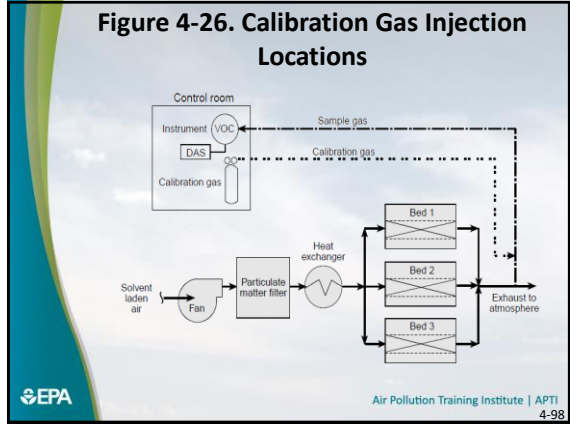 Figure 4-26. Calibration Gas Injection
Locations
Control room
Instrument
VOC
Sample gas
DAS
Calibration gas
Calibration gas
Bed 1
Heat
exchanger
Bed 2
Particulate
matter filter
Solvent
laden
air
Fan
Exhaust to
atmosphere
Bed 3
EPA
Air Pollution Training Institute | APTI
4-98